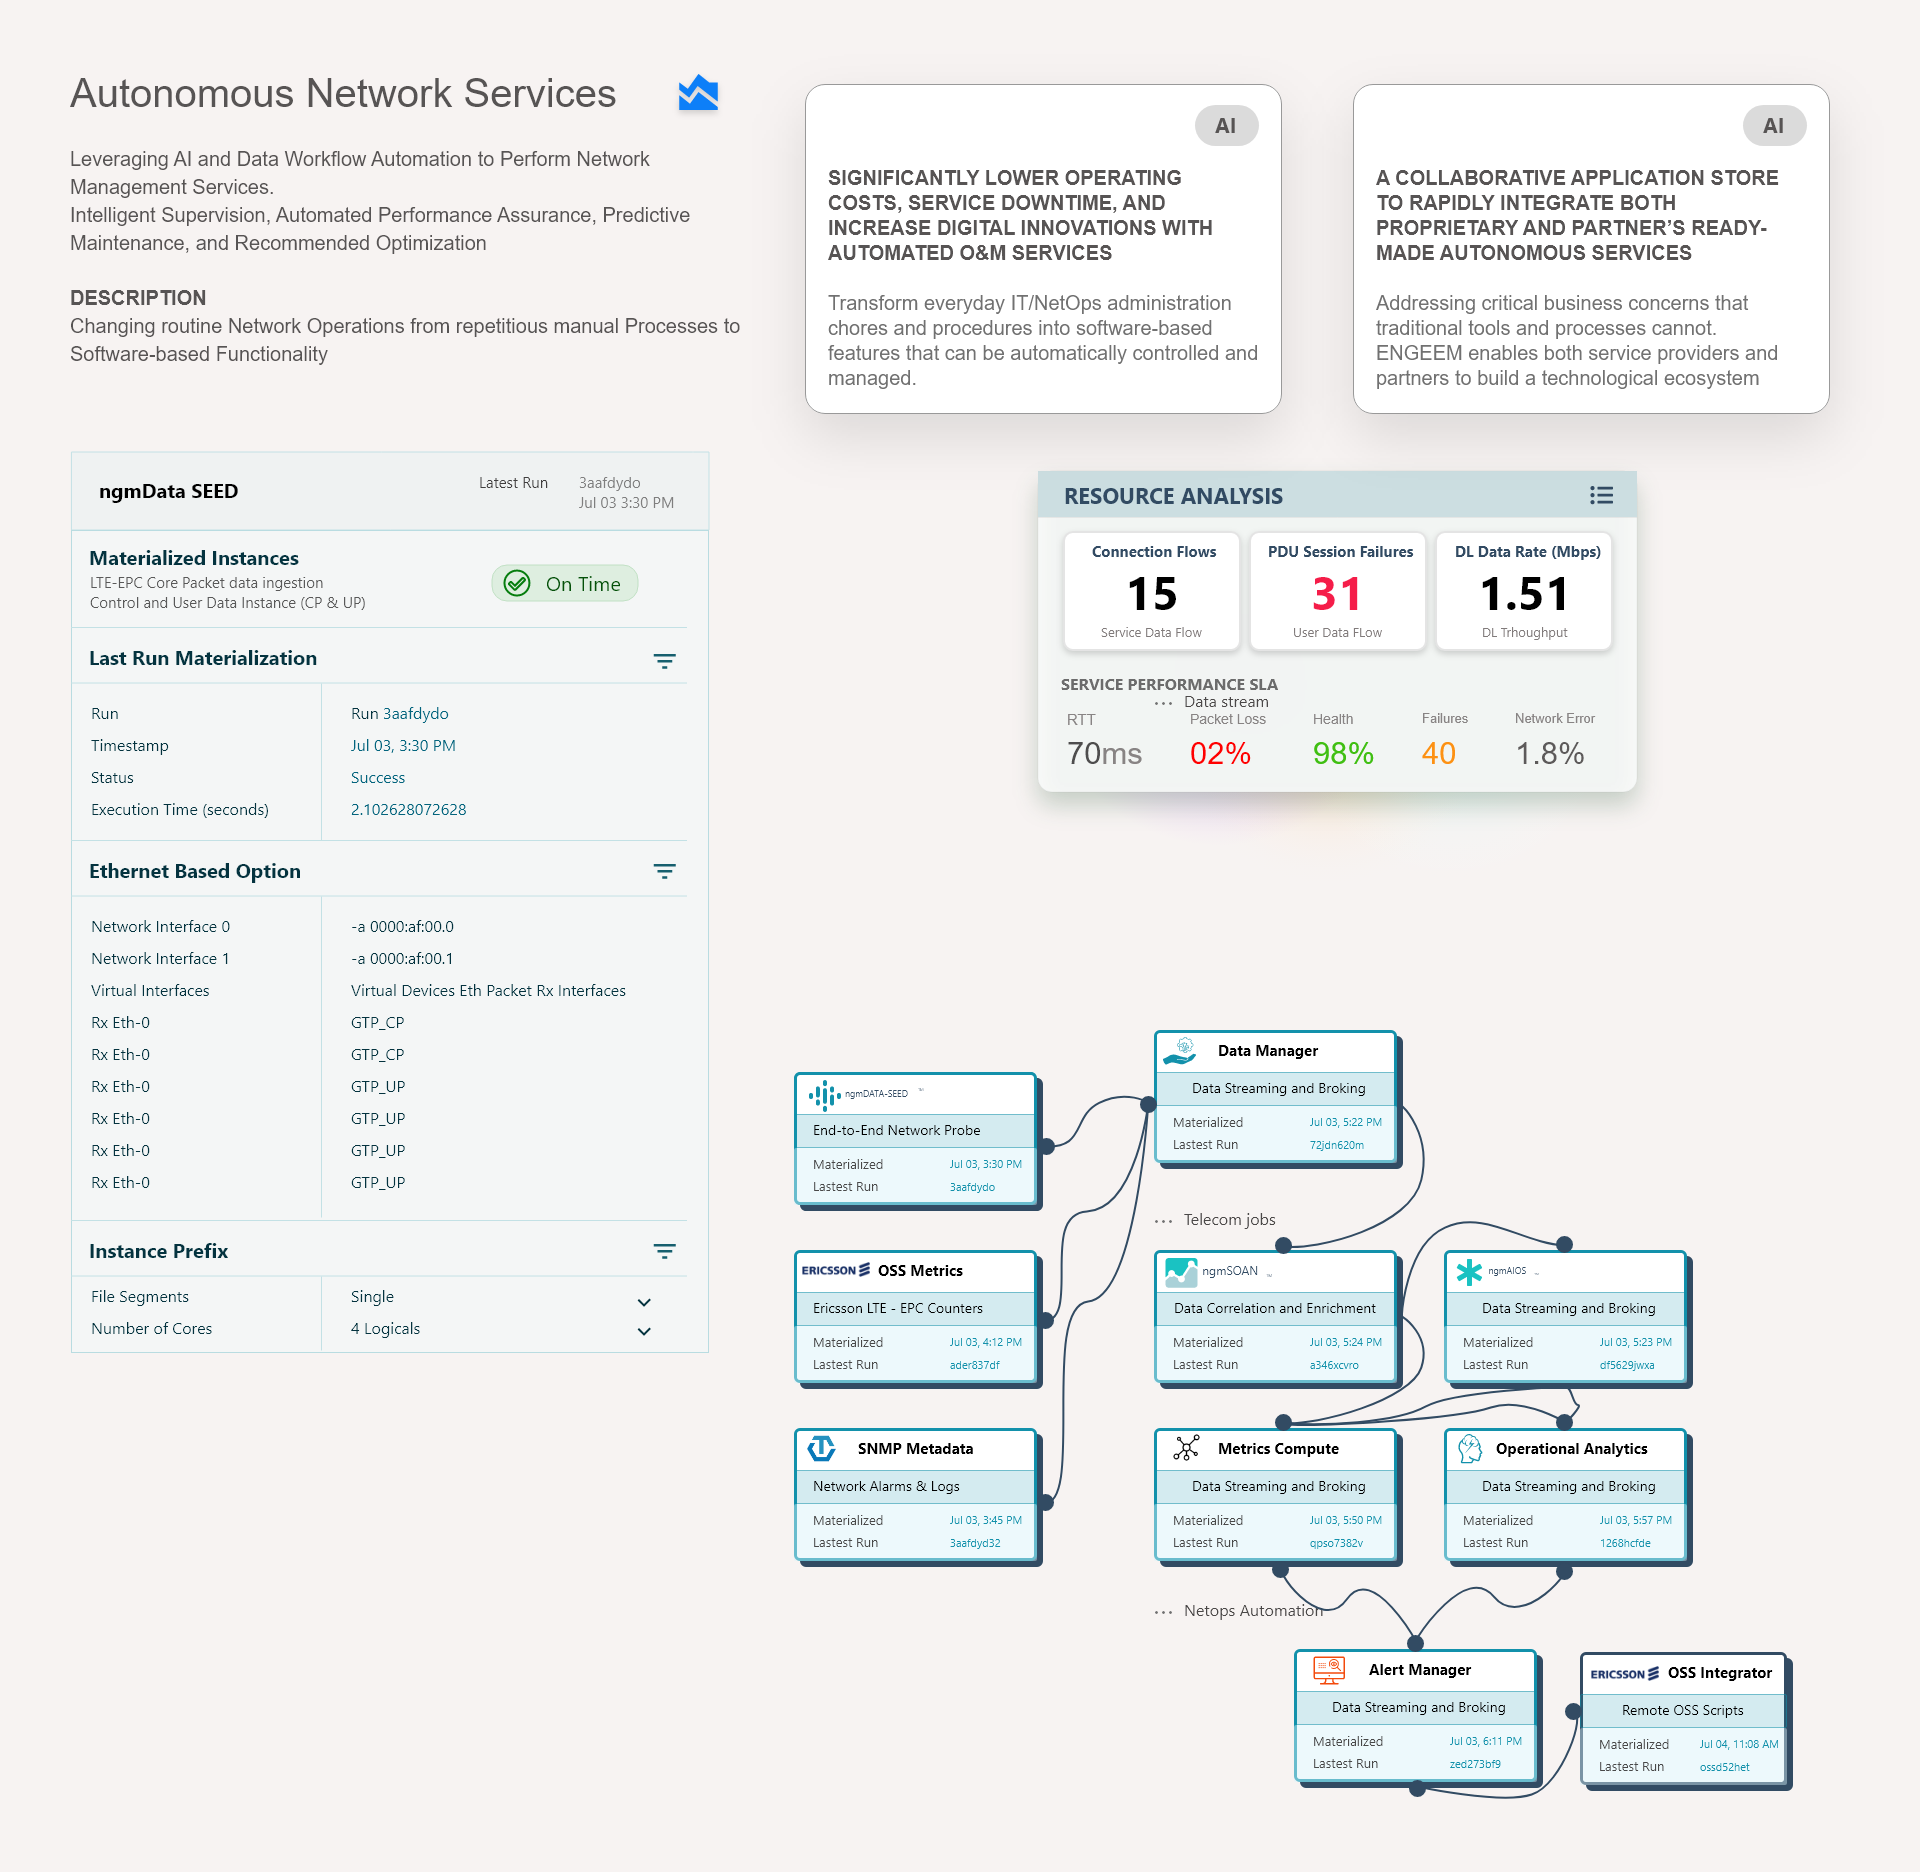 Autonomous Network Services
Leveraging AI and Data Workflow Automation to Perform Network
Management Services.
Intelligent Supervision, Automated Performance Assurance, Predictive
Maintenance, and Recommended Optimization
DESCRIPTION
Changing routine Network Operations from repetitious manual Processes to
Software-based Functionality
AI
SIGNIFICANTLY LOWER OPERATING
COSTS, SERVICE DOWNTIME, AND
INCREASE DIGITAL INNOVATIONS WITH
AUTOMATED O&M SERVICES
Transform everyday IT/NetOps administration
chores and procedures into software-based
features that can be automatically controlled and
managed.
AI
A COLLABORATIVE APPLICATION STORE
TO RAPIDLY INTEGRATE BOTH
PROPRIETARY AND PARTNER’S READY-
MADE AUTONOMOUS SERVICES
Addressing critical business concerns that
traditional tools and processes cannot.
ENGEEM enables both service providers and
partners to build a technological ecosystem
ngmData SEED
Latest Run 3aafdydo
Jul 03 3:30 PM
Materialized Instances
LTE-EPC Core Packet data ingestion
Control and User Data Instance (CP & UP)
On Time
Last Run Materialization
Run Run 3aafdydo
Timestamp Jul 03, 3:30 PM
Status Success
Execution Time (seconds) 2.102628072628
Ethernet Based Option
Network Interface 0 -a 0000:af:00.0
Network Interface 1 -a 0000:af:00.1
Virtual Interfaces Virtual Devices Eth Packet Rx Interfaces
Rx Eth-0 GTP_CP
Rx Eth-0 GTP_CP
Rx Eth-0 GTP_UP
Rx Eth-0 GTP_UP
Rx Eth-0 GTP_UP
Rx Eth-0 GTP_UP
Instance Prefix
File Segments Single
Number of Cores 4 Logicals
RESOURCE ANALYSIS
Connection Flows
15
Service Data Flow
PDU Session Failures
31
User Data FLow
DL Data Rate (Mbps)
1.51
DL Trhoughput
SERVICE PERFORMANCE SLA
... Data stream
RTT Packet Loss Health Failures Network Error
70ms 02% 98% 40 1.8%
ngmDATA-SEED ™
End-to-End Network Probe
Materialized Jul 03, 3:30 PM
Lastest Run 3aafdydo
Data Manager
Data Streaming and Broking
Materialized Jul 03, 5:22 PM
Lastest Run 72jdn620m
... Telecom jobs
ERICSSON OSS Metrics
Ericsson LTE - EPC Counters
Materialized Jul 03, 4:12 PM
Lastest Run ader837df
ngmSOAN ™
Data Correlation and Enrichment
Materialized Jul 03, 5:24 PM
Lastest Run a346xcvro
ngmAIOS ™
Data Streaming and Broking
Materialized Jul 03, 5:23 PM
Lastest Run df5629jwxa
SNMP Metadata
Network Alarms & Logs
Materialized Jul 03, 3:45 PM
Lastest Run 3aafdyd32
Metrics Compute
Data Streaming and Broking
Materialized Jul 03, 5:50 PM
Lastest Run qpso7382v
Operational Analytics
Data Streaming and Broking
Materialized Jul 03, 5:57 PM
Lastest Run 1268hcfde
... Netops Automation
Alert Manager
Data Streaming and Broking
Materialized Jul 03, 6:11 PM
Lastest Run zed273bf9
ERICSSON OSS Integrator
Remote OSS Scripts
Materialized Jul 04, 11:08 AM
Lastest Run ossd52het